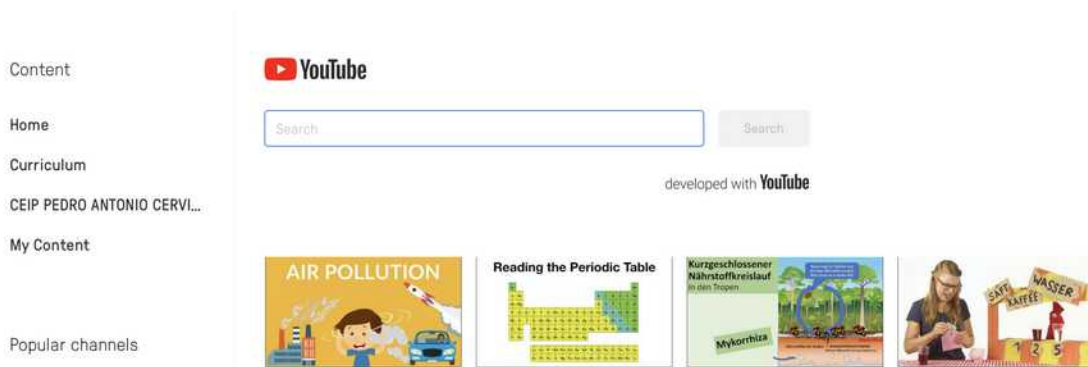 Content
Home
Curriculum
CEIP PEDRO ANTONIO CERVI...
My Content
Popular channels
YouTube
Search
Search
developed with YouTube
AIR POLLUTION
Reading the Periodic Table
Kurzgeschlossener
Nährstoffkreislauf
in den Tropen
Mykorrhiza
SAFT
WASSER
KAFFEE
1 2 5